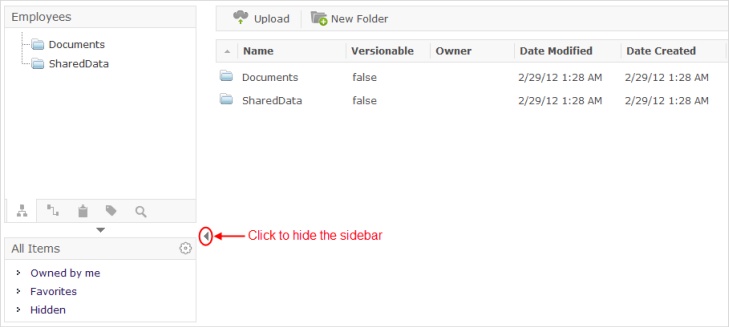 Employees
Documents
SharedData
Upload
New Folder
Name Versionable Owner Date Modified Date Created
Documents false 2/29/12 1:28 AM 2/29/12 1:28 AM
SharedData false 2/29/12 1:28 AM 2/29/12 1:28 AM
Click to hide the sidebar
All Items
Owned by me
Favorites
Hidden